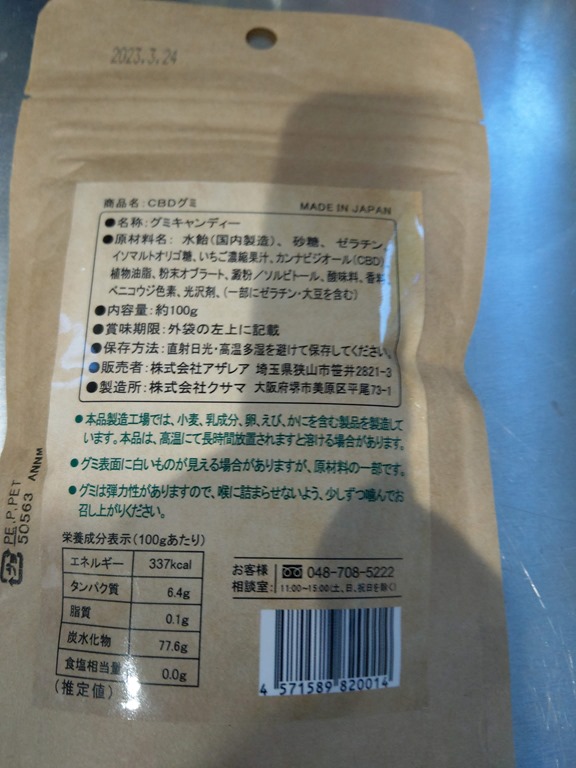 2023.3.24
商品名:CBDグミ
MADE IN JAPAN
●名称:グミキャンディー
●原材料名: 水飴(国内製造)、 砂糖、 ゼラチン、
イソマルトオリゴ糖、いちご濃縮果汁、カンナビジオール(CBD)
植物油脂、粉末オブラート、澱粉/ソルビトール、酸味料、香料、
ベニコウジ色素、光沢剤、(一部にゼラチン・大豆を含む)
●内容量:約100g
●賞味期限:外袋の左上に記載
●保存方法:直射日光・高温多湿を避けて保存してください。
●販売者:株式会社アザレア 埼玉県狭山市笹井2821-3
●製造所:株式会社クサマ 大阪府堺市美原区平尾73-1
●本品製造工場では、小麦、乳成分、卵、えび、かにを含む製品を製造して
います。本品は、高温にて長時間放置されますと溶ける場合があります。
●グミ表面に白いものが見える場合がありますが、原材料の一部です。
●グミは弾力性がありますので、喉に詰まらせないよう、少しずつ噛んでお
召し上がりください。
栄養成分表示(100gあたり)
エネルギー 337kcal
タンパク質 6.4g
脂質 0.1g
炭水化物 77.6g
食塩相当量 0.0g
(推定値)
お客様
相談室:
048-708-5222
11:00~15:00(土、日、祝日を除く)
4 571589 820014
PE,P,PET
50563 ANNM